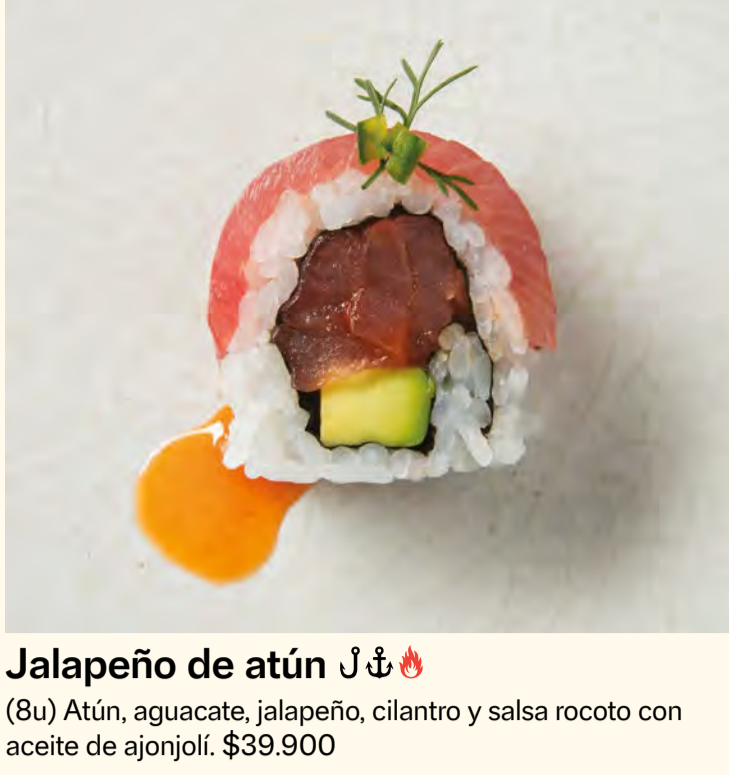 Jalapeño de atún
(8u) Atún, aguacate, jalapeño, cilantro y salsa rocoto con
aceite de ajonjolí. $39.900